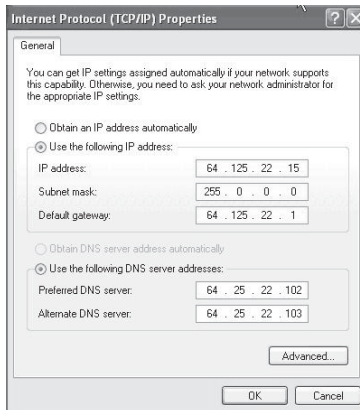 Internet Protocol (TCP/IP) Properties
General
You can get IP settings assigned automatically if your network supports
this capability. Otherwise, you need to ask your network administrator for
the appropriate IP settings.
Obtain an IP address automatically
Use the following IP address:
IP address: 64 . 125 . 22 . 15
Subnet mask: 255 . 0 . 0 . 0
Default gateway: 64 . 125 . 22 . 1
Obtain DNS server address automatically
Use the following DNS server addresses:
Preferred DNS server: 64 . 25 . 22 . 102
Alternate DNS server: 64 . 25 . 22 . 103
Advanced...
OK Cancel